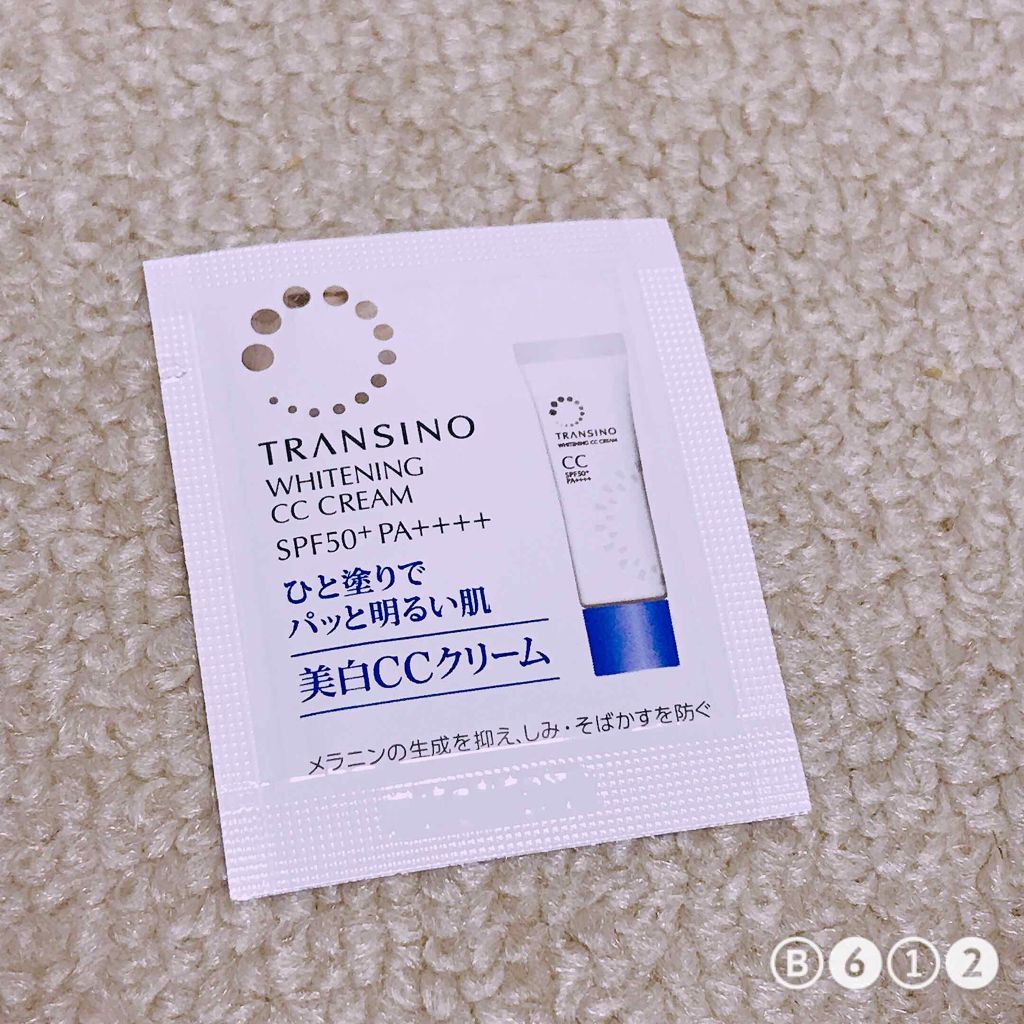 TRANSINO
WHITENING
CC CREAM
SPF50+ PA++++
ひと塗りで
パッと明るい肌
美白CCクリーム
メラニンの生成を抑え、しみ・そばかすを防ぐ
TRANSINO
WHITENING CC CREAM
CC
SPF50+
PA++++
B612